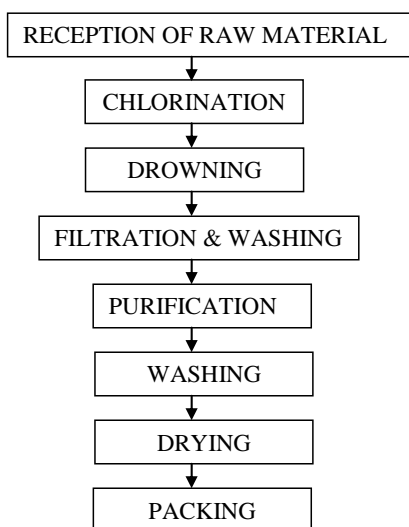 RECEPTION OF RAW MATERIAL
CHLORINATION
DROWNING
FILTRATION & WASHING
PURIFICATION
WASHING
DRYING
PACKING